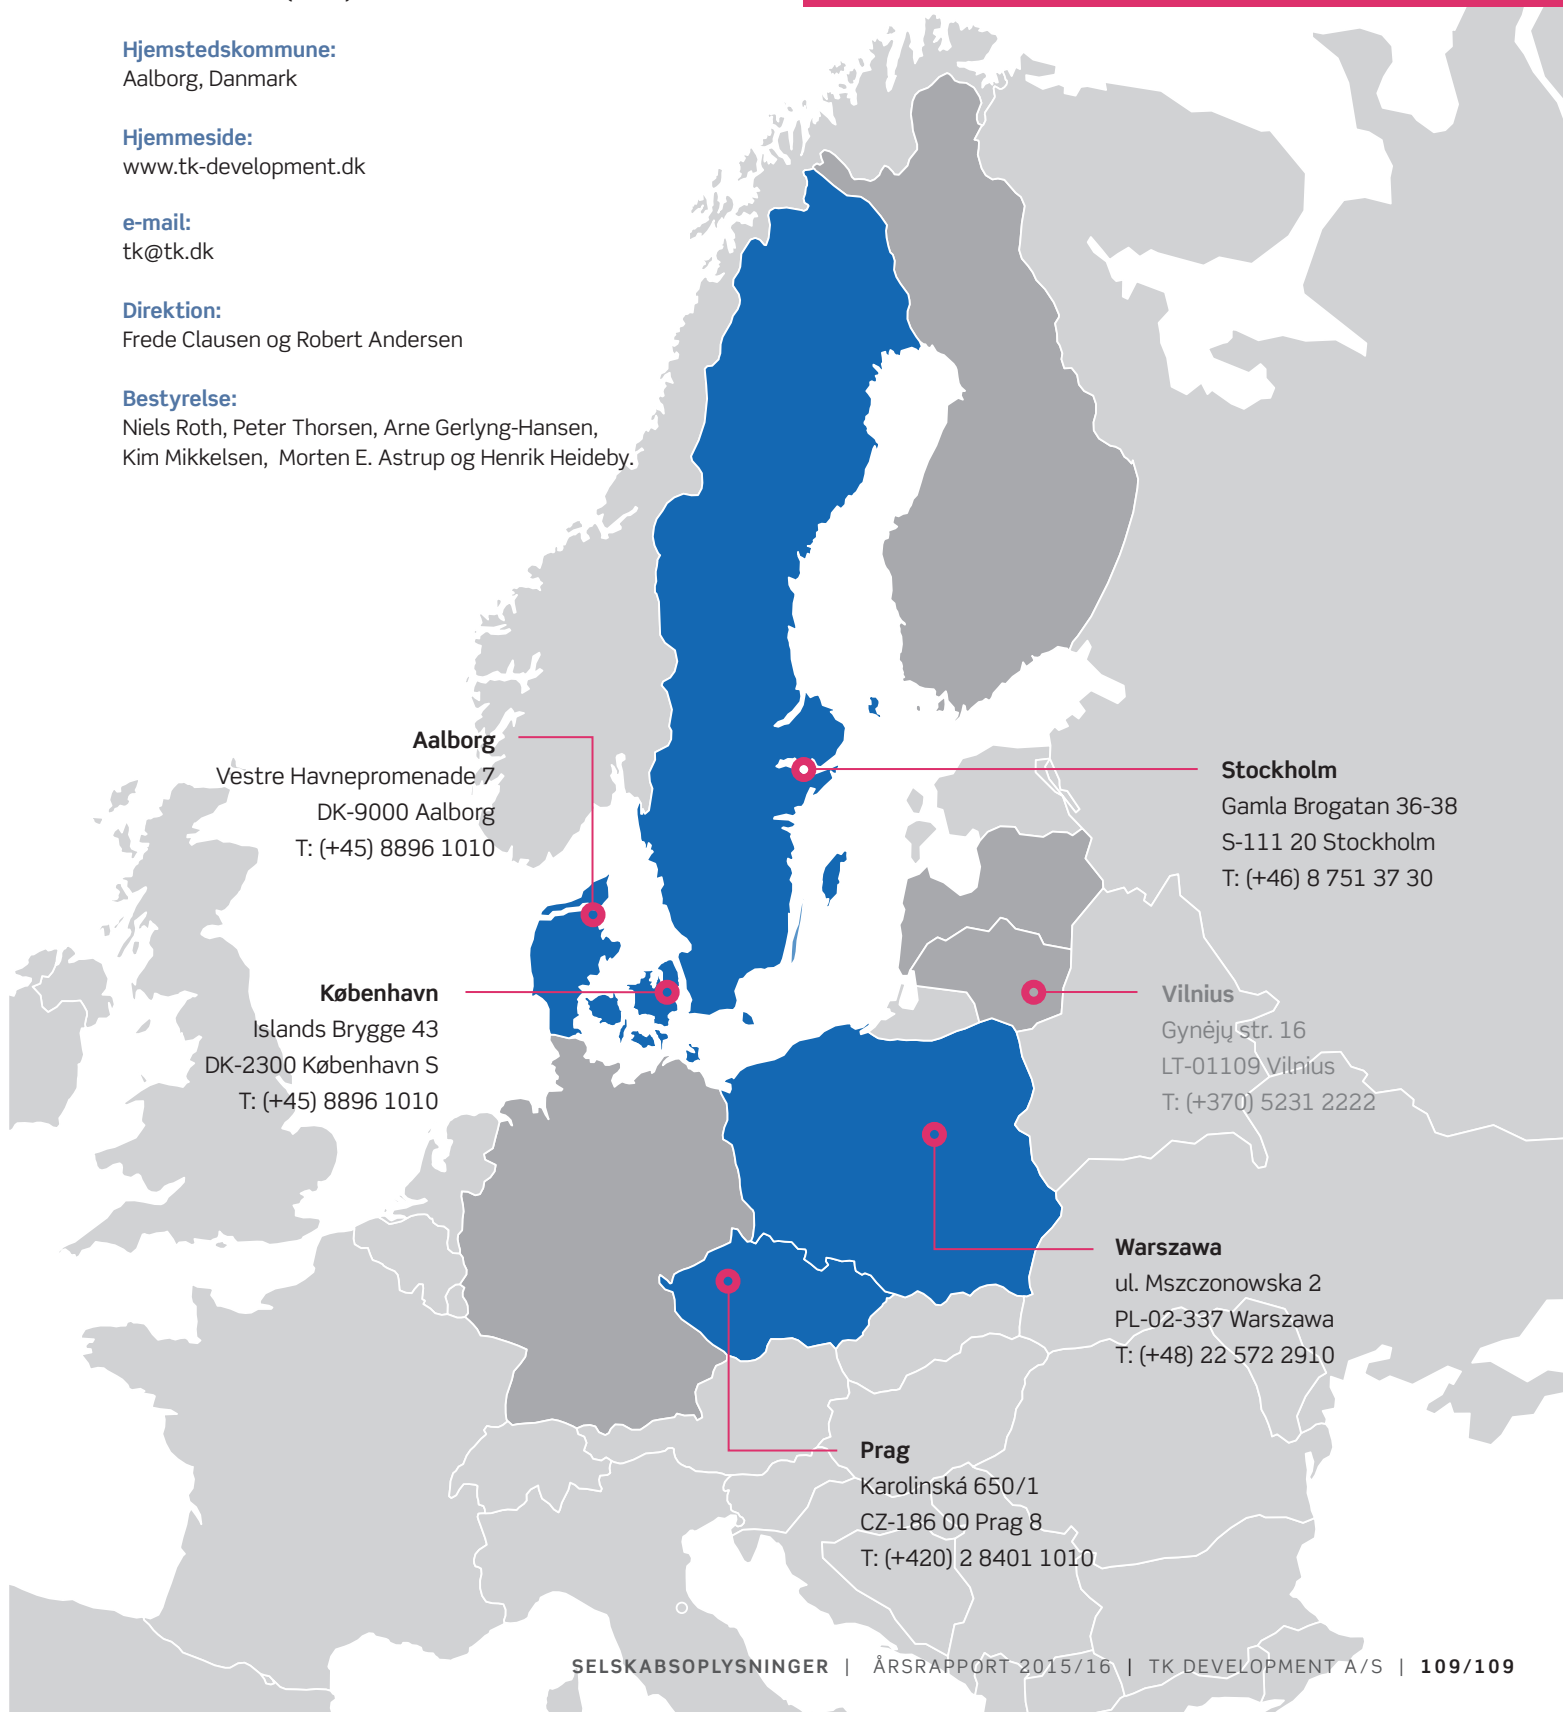 Hjemstedskommune:
Aalborg, Danmark
Hjemmeside:
www.tk-development.dk
e-mail:
tk@tk.dk
Direktion:
Frede Clausen og Robert Andersen
Bestyrelse:
Niels Roth, Peter Thorsen, Arne Gerlyng-Hansen,
Kim Mikkelsen, Morten E. Astrup og Henrik Heideby.
Aalborg
Vestre Havnepromenade 7
DK-9000 Aalborg
T: (+45) 8896 1010
Stockholm
Gamla Brogatan 36-38
S-111 20 Stockholm
T: (+46) 8 751 37 30
København
Islands Brygge 43
DK-2300 København S
T: (+45) 8896 1010
Vilnius
Gynėjų str. 16
LT-01109 Vilnius
T: (+370) 5231 2222
Warszawa
ul. Mszczonowska 2
PL-02-337 Warszawa
T: (+48) 22 572 2910
Prag
Karolinská 650/1
CZ-186 00 Prag 8
T: (+420) 2 8401 1010
SELSKABSOPLYSNINGER | ÅRSRAPPORT 2015/16 | TK DEVELOPMENT A/S | 109/109